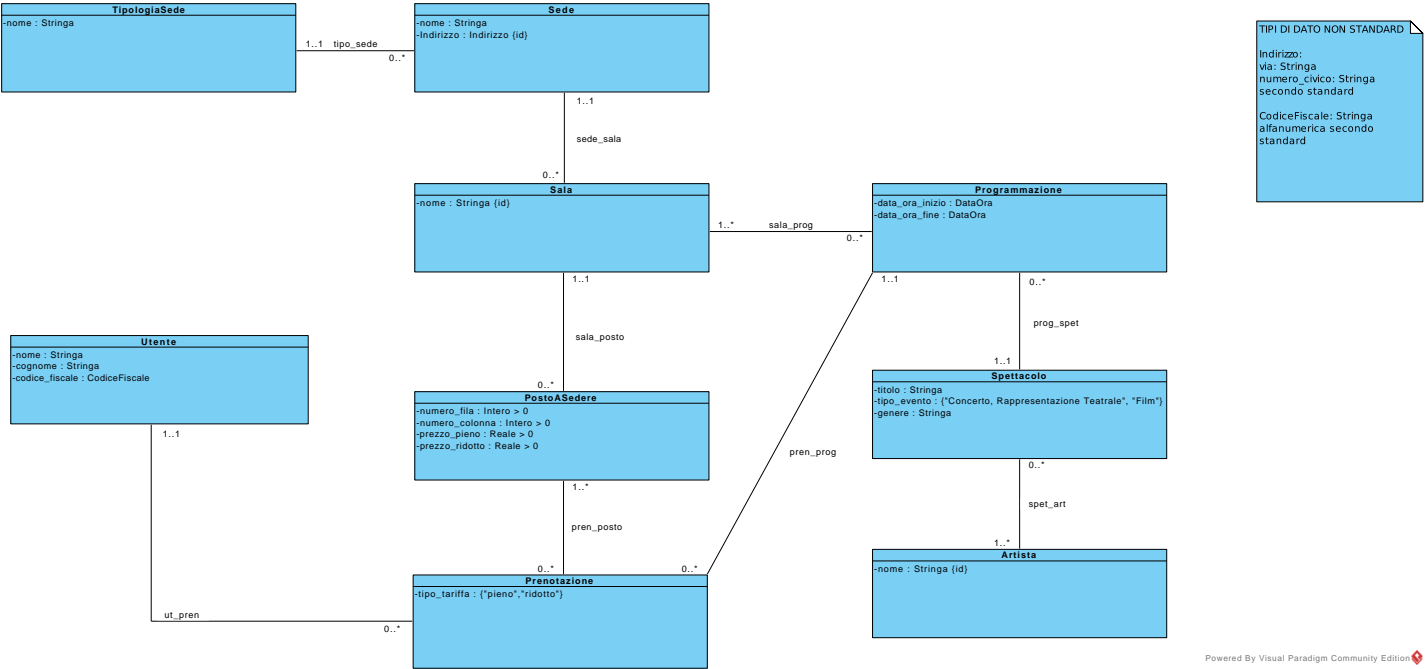 TipologiaSede
-nome : Stringa
1..1 tipo_sede
0..*
Sede
-nome : Stringa
-Indirizzo : Indirizzo {id}
1..1
sede_sala
0..*
TIPI DI DATO NON STANDARD
Indirizzo:
via: Stringa
numero_civico: Stringa
secondo standard
CodiceFiscale: Stringa
alfanumerica secondo
standard
Sala
-nome : Stringa {id}
1..* sala_prog
0..*
Programmazione
-data_ora_inizio : DataOra
-data_ora_fine : DataOra
1..1
sala_posto
0..*
1..1
0..*
prog_spet
1..1
Utente
-nome : Stringa
-cognome : Stringa
-codice_fiscale : CodiceFiscale
1..1
PostoASedere
-numero_fila : Intero > 0
-numero_colonna : Intero > 0
-prezzo_pieno : Reale > 0
-prezzo_ridotto : Reale > 0
1..*
pren_posto
0..*
pren_prog
0..*
Spettacolo
-titolo : Stringa
-tipo_evento : {"Concerto, Rappresentazione Teatrale", "Film"}
-genere : Stringa
0..*
spet_art
1..*
Artista
-nome : Stringa {id}
Prenotazione
-tipo_tariffa : {"pieno","ridotto"}
ut_pren
0..*
Powered By Visual Paradigm Community Edition